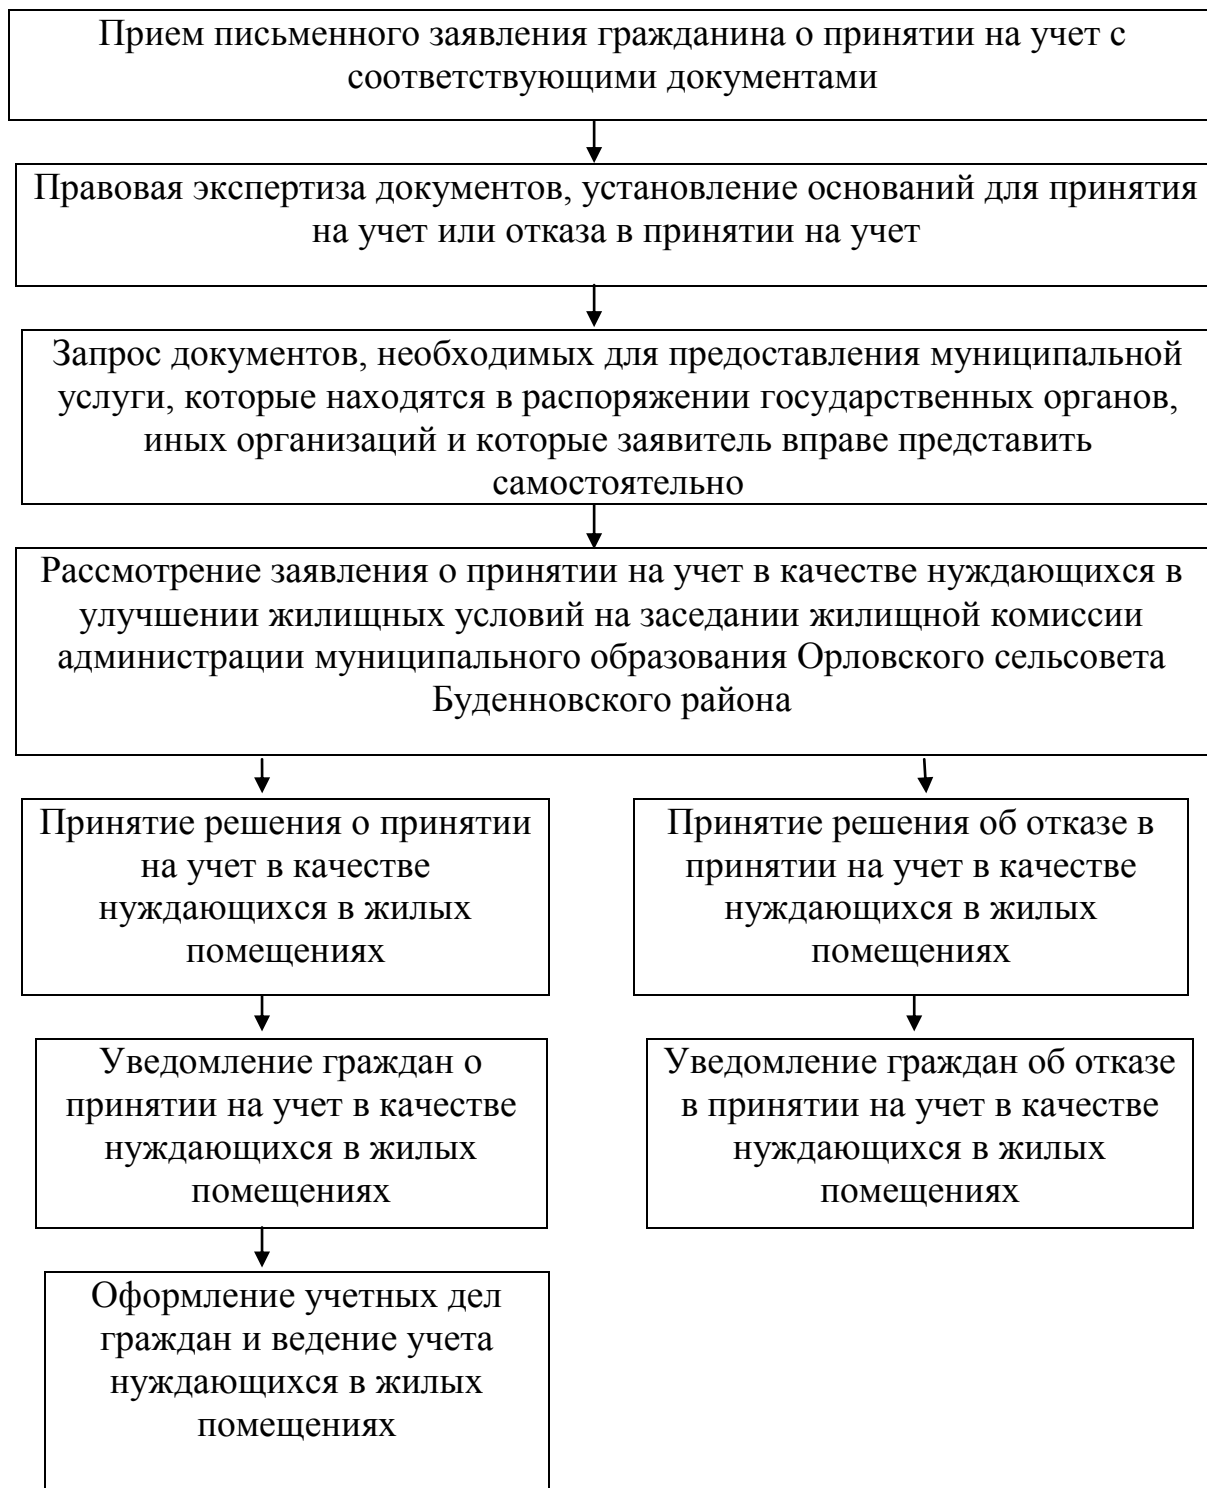 Прием письменного заявления гражданина о принятии на учет с
соответствующими документами
Правовая экспертиза документов, установление оснований для принятия
на учет или отказа в принятии на учет
Запрос документов, необходимых для предоставления муниципальной
услуги, которые находятся в распоряжении государственных органов,
иных организаций и которые заявитель вправе представить
самостоятельно
Рассмотрение заявления о принятии на учет в качестве нуждающихся в
улучшении жилищных условий на заседании жилищной комиссии
администрации муниципального образования Орловского сельсовета
Буденновского района
Принятие решения о принятии
на учет в качестве
нуждающихся в жилых
помещениях
Принятие решения об отказе в
принятии на учет в качестве
нуждающихся в жилых
помещениях
Уведомление граждан о
принятии на учет в качестве
нуждающихся в жилых
помещениях
Уведомление граждан об отказе
в принятии на учет в качестве
нуждающихся в жилых
помещениях
Оформление учетных дел
граждан и ведение учета
нуждающихся в жилых
помещениях